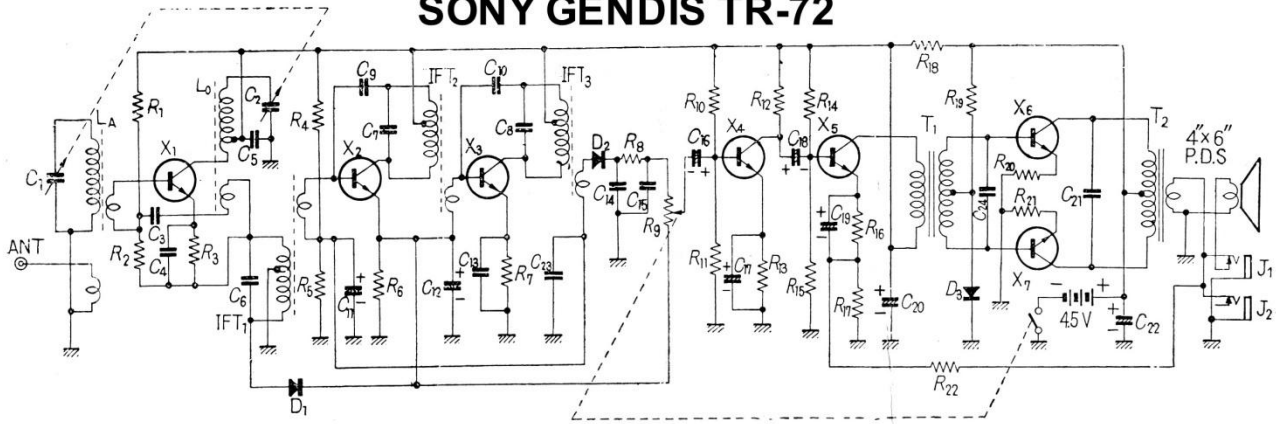 SONY GENDIS TR-72
C9 IFT2 C10 IFT3
R18
LA L0 C2 R1 R4 C5 C7 C8 R10 R12 R14 R19 X6 T2 4"x6" P.D.S
X1 X2 X3 D2 R8 C16 X4 C18 X5 T1
C1 C14 C15 R20 R21 C24 C21
C3 R2 C4 R3 R9 C19 R16
ANT
C6 R5 C11 R6 C12 C13 R7 C23 R11 C17 R13 R15 R17 C20 D3 X7 J1
IFT1 4.5V C22 J2
D1 R22